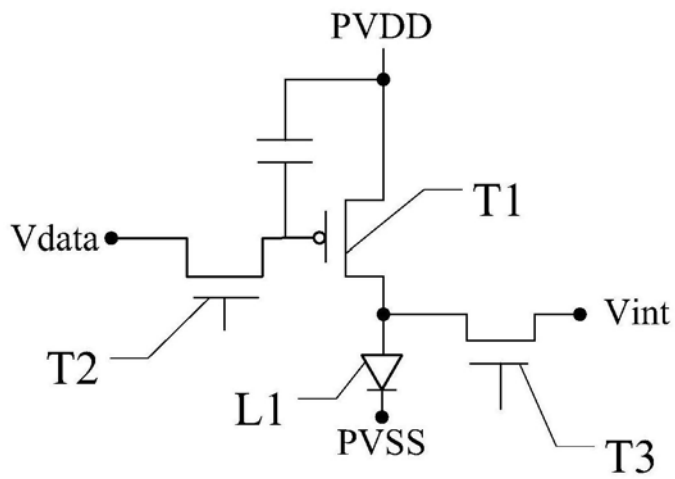 PVDD
T1
Vdata
Vint
T2
L1
PVSS
T3